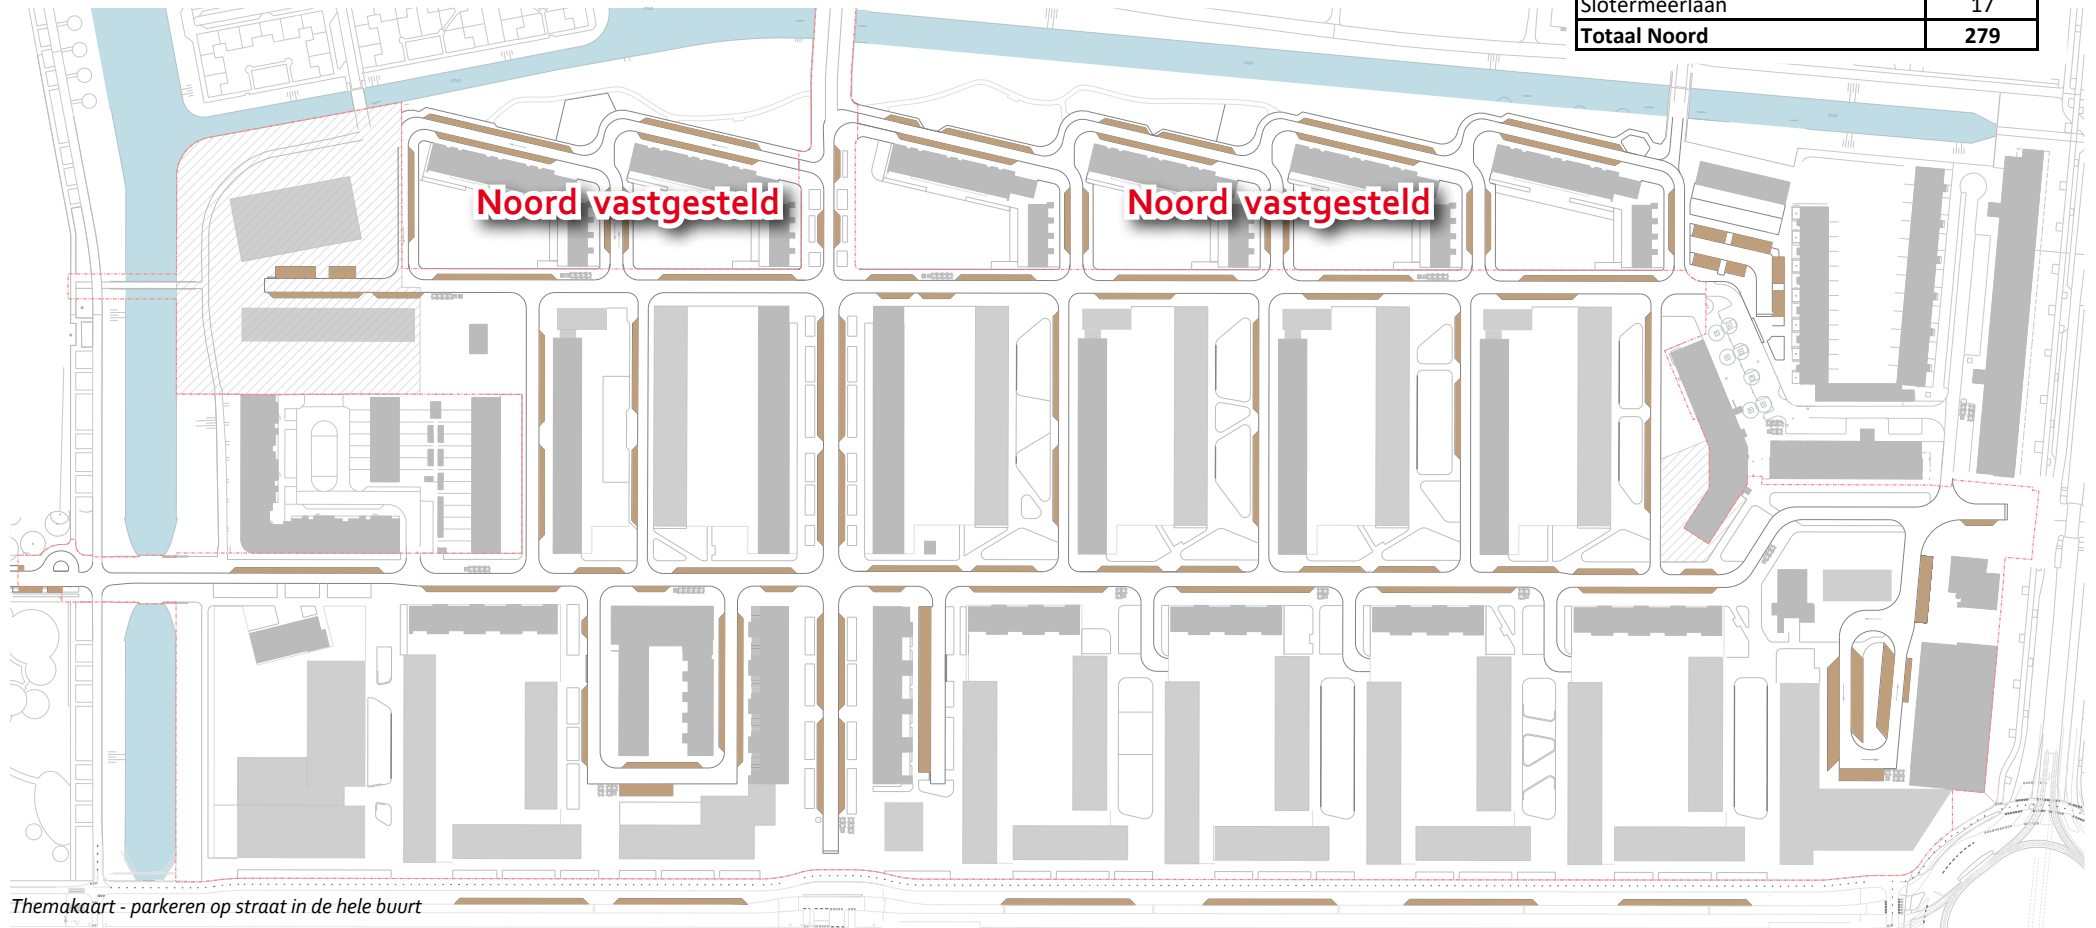 Slotermeerlaan 17
Totaal Noord 279
Noord vastgesteld Noord vastgesteld
Themakaart - parkeren op straat in de hele buurt